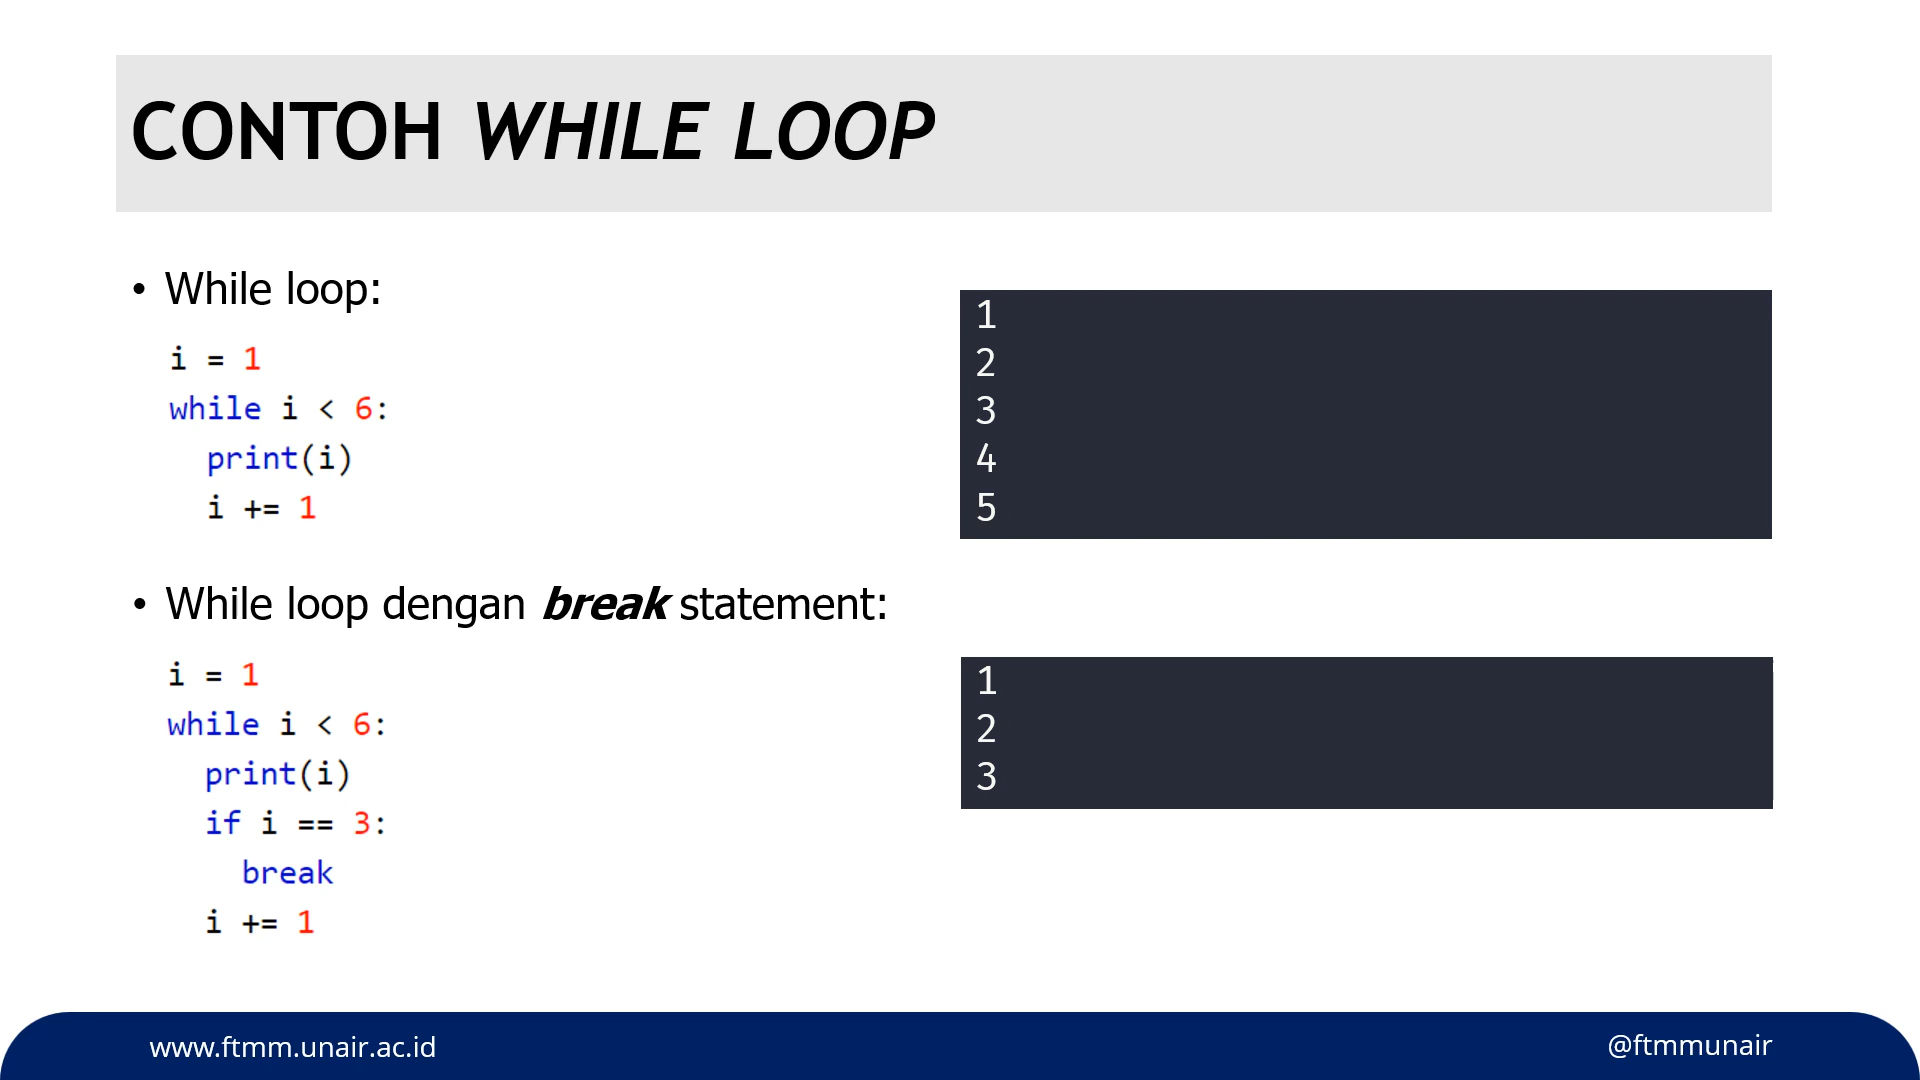 CONTOH WHILE LOOP
• While loop:
i = 1
while i < 6:
  print(i)
  i += 1
1
2
3
4
5
• While loop dengan break statement:
i = 1
while i < 6:
  print(i)
  if i == 3:
    break
  i += 1
1
2
3
www.ftmm.unair.ac.id
@ftmmunair